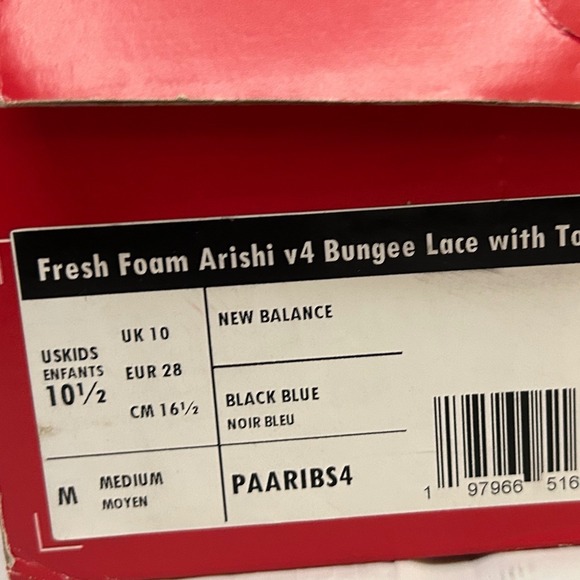 Fresh Foam Arishi v4 Bungee Lace with
USKIDS
ENFANTS
10½
UK 10
EUR 28
CM 16½
NEW BALANCE
BLACK BLUE
NOIR BLEU
M
MEDIUM
MOYEN
PAARIBS4
1 97966 516